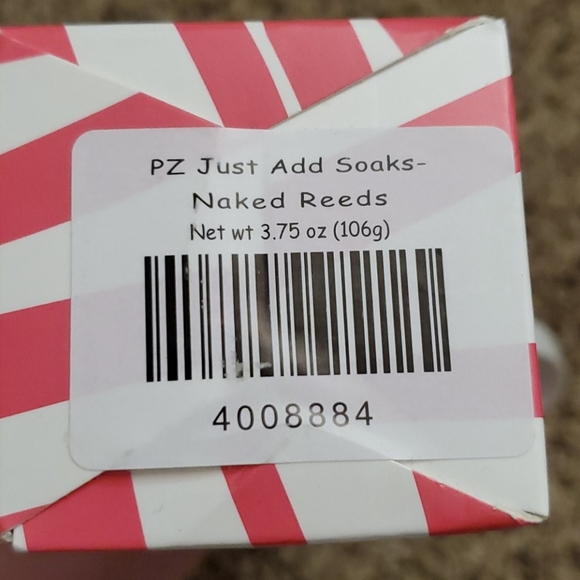 PZ Just Add Soaks-
Naked Reeds
Net wt 3.75 oz (106g)
4008884